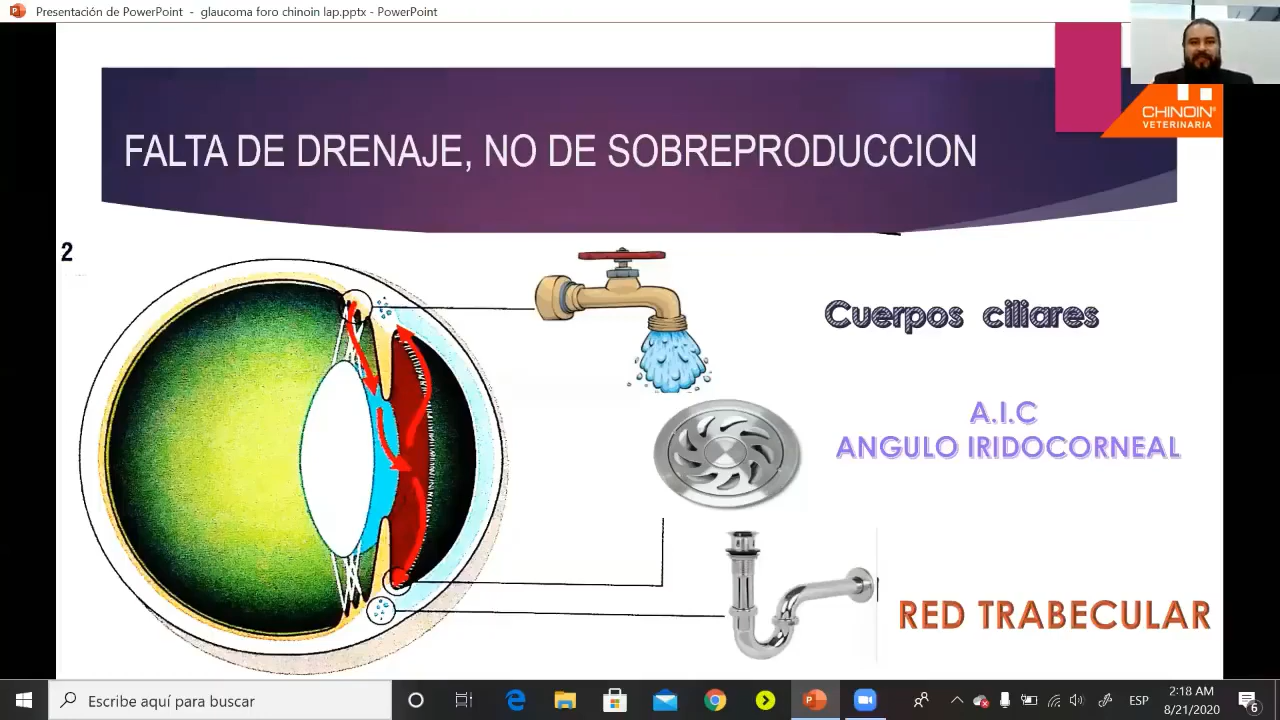 Presentación de PowerPoint - glaucoma foro chinoin lap.pptx - PowerPoint
CHINOIN®
VETERINARIA
FALTA DE DRENAJE, NO DE SOBREPRODUCCION
2
Cuerpos ciliares
A.I.C
ANGULO IRIDOCORNEAL
RED TRABECULAR
Escribe aquí para buscar
ESP
2:18 AM
8/21/2020
6